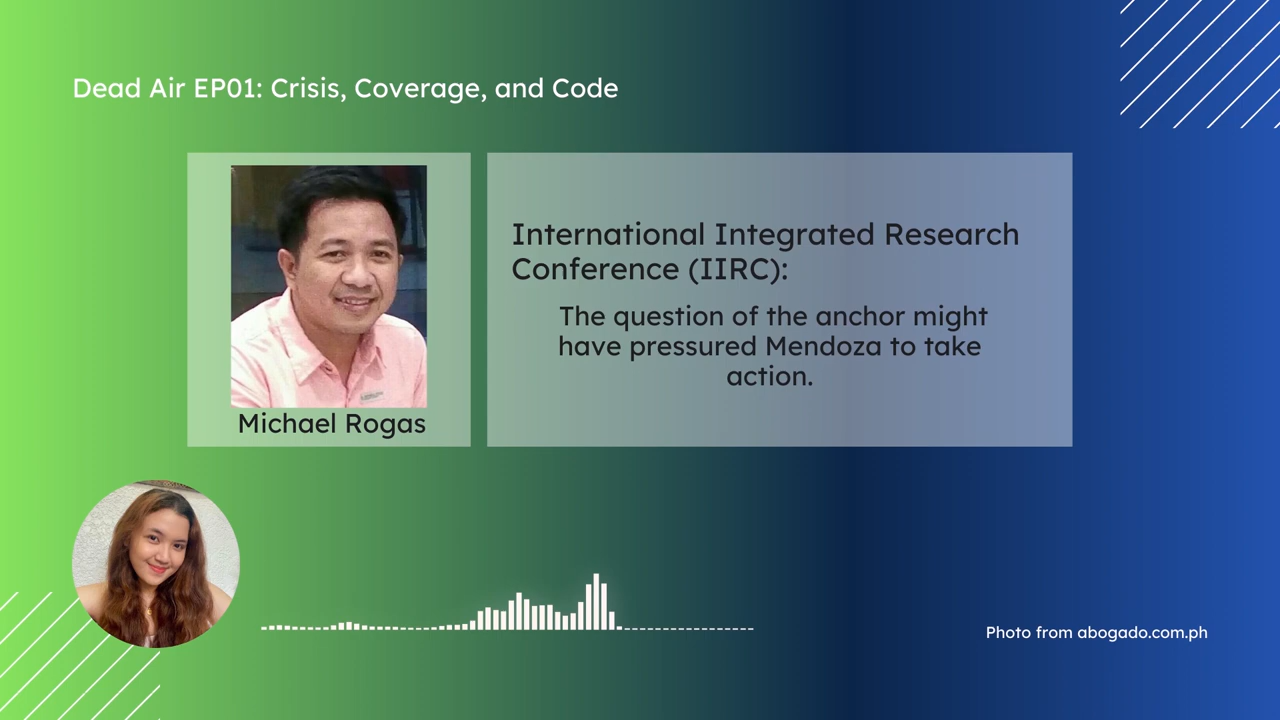 Dead Air EP01: Crisis, Coverage, and Code
Michael Rogas
International Integrated Research
Conference (IIRC):
The question of the anchor might
have pressured Mendoza to take
action.
Photo from abogado.com.ph